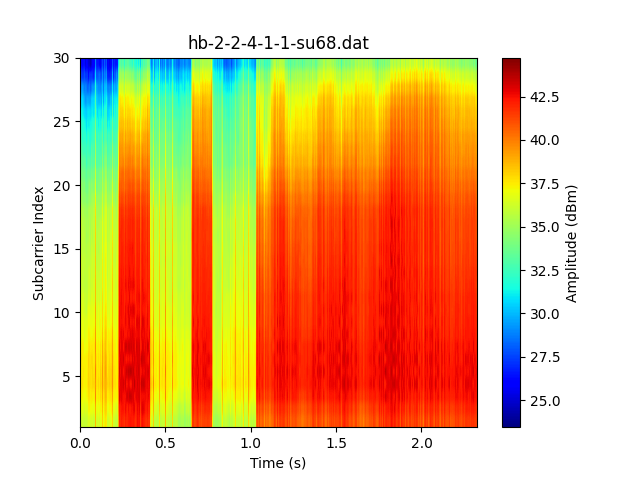 hb-2-2-4-1-1-su68.dat
30
25
20
15
10
5
Subcarrier Index
0.0 0.5 1.0 1.5 2.0
Time (s)
42.5
40.0
37.5
35.0
32.5
30.0
27.5
25.0
Amplitude (dBm)